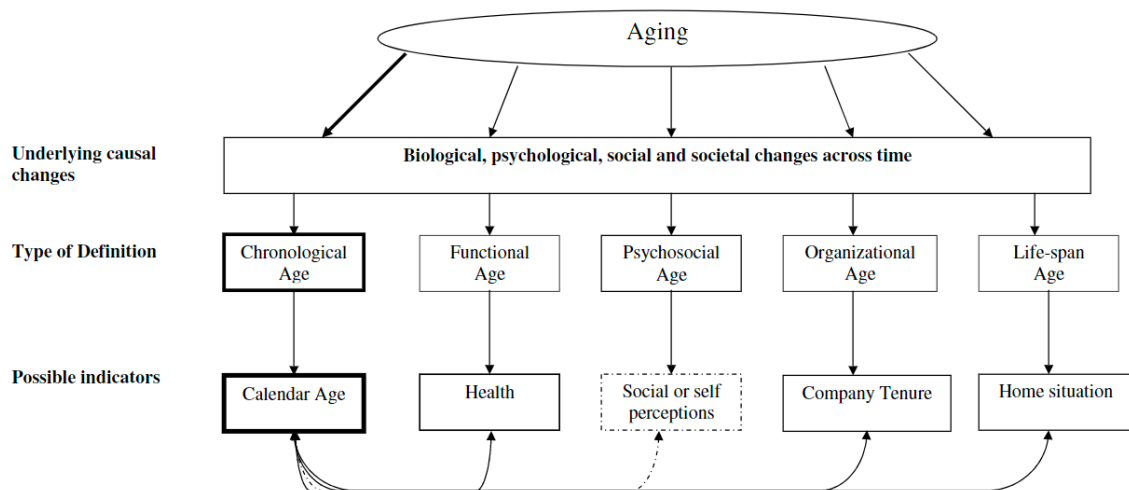 Aging
Underlying causal
changes
Biological, psychological, social and societal changes across time
Type of Definition
Chronological
Age
Functional
Age
Psychosocial
Age
Organizational
Age
Life-span
Age
Possible indicators
Calendar Age
Health
Social or self
perceptions
Company Tenure
Home situation